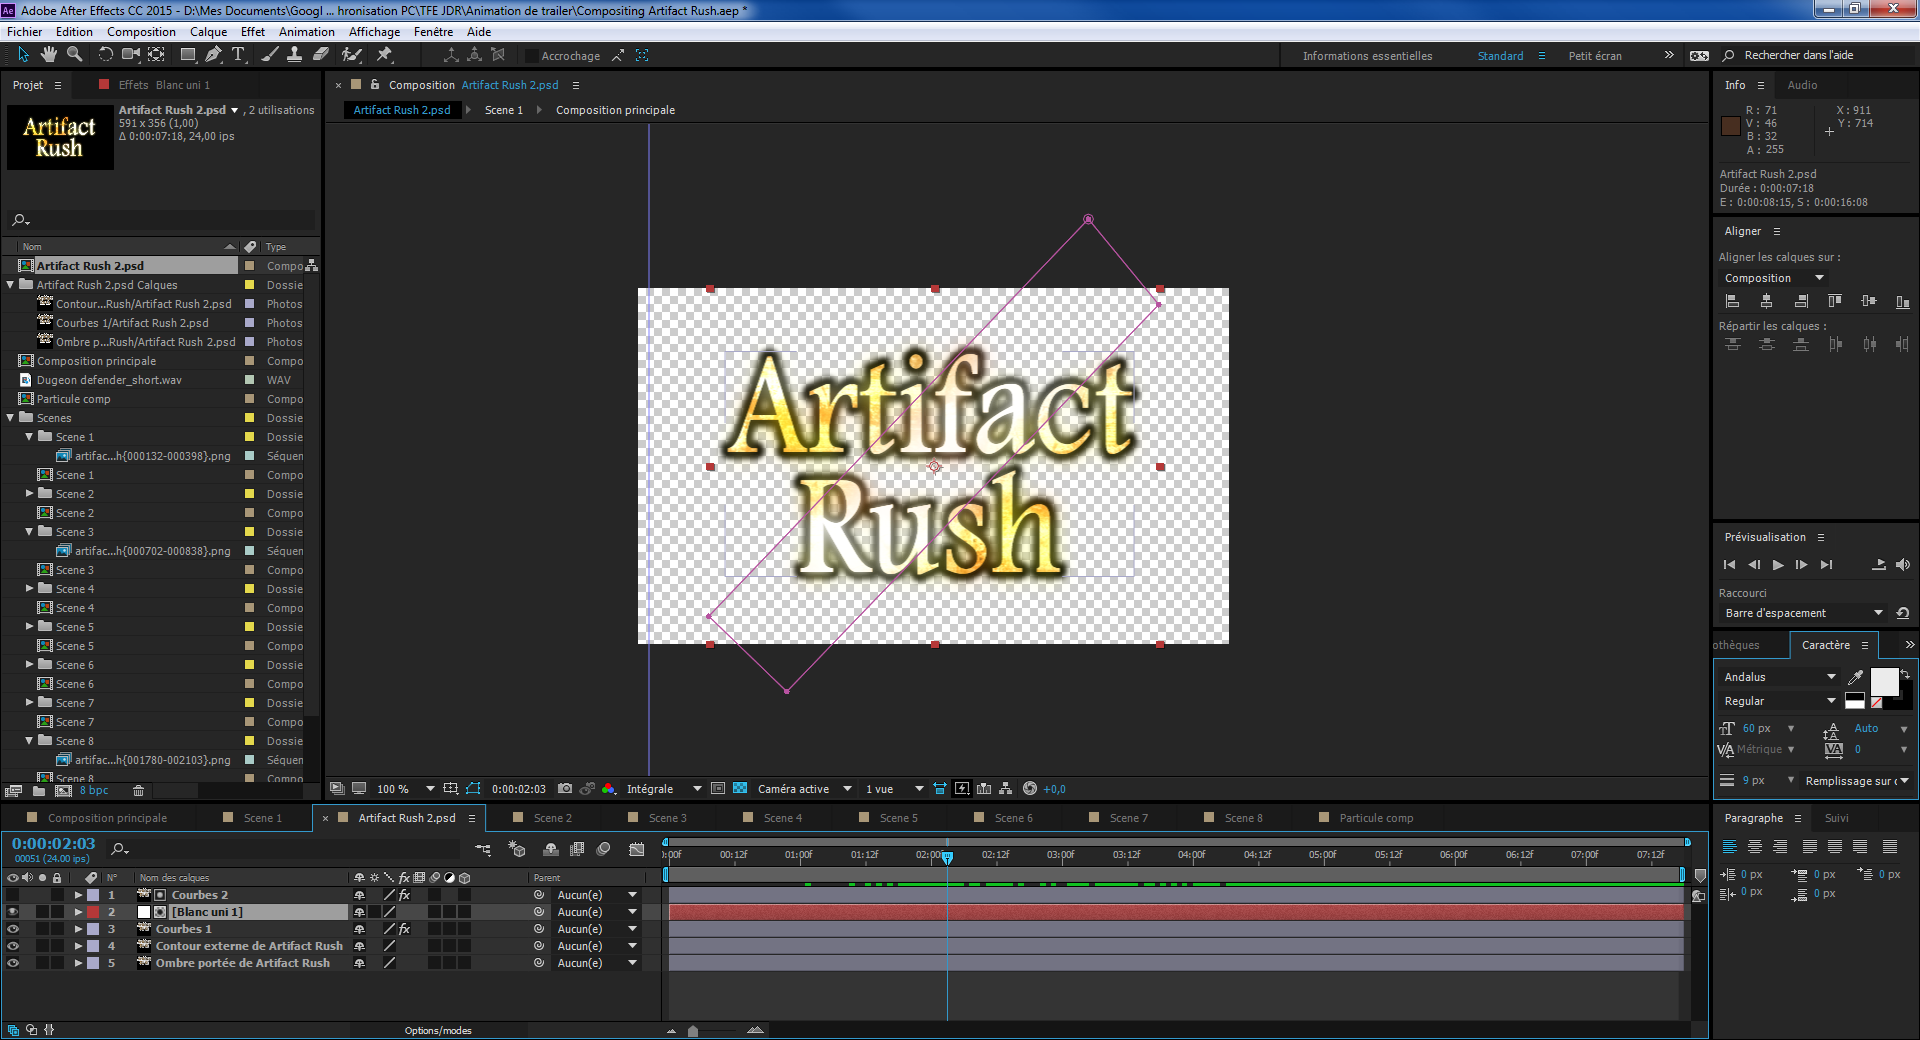 Adobe After Effects CC 2015 - D:\Mes Documents\Googl ... hronisation PC\TFE JDR\Animation de trailer\Compositing Artifact Rush.aep *
Fichier Edition Composition Calque Effet Animation Affichage Fenêtre Aide
Accrochage
Informations essentielles Standard Petit écran Rechercher dans l'aide
Projet Effets Blanc uni 1
Artifact Rush 2.psd , 2 utilisations
591 x 356 (1,00)
Δ 0:00:07:18, 24,00 ips
Artifact
Rush
Nom Type
Artifact Rush 2.psd Compo
Artifact Rush 2.psd Calques Dossie
Contour...Rush/Artifact Rush 2.psd Photos
Courbes 1/Artifact Rush 2.psd Photos
Ombre p...Rush/Artifact Rush 2.psd Photos
Composition principale Compo
Dugeon defender_short.wav WAV
Particule comp Compo
Scenes Dossie
Scene 1 Dossie
artifac...h{000132-000398}.png Séquen
Scene 1 Compo
Scene 2 Dossie
Scene 2 Compo
Scene 3 Dossie
artifac...h{000702-000838}.png Séquen
Scene 3 Compo
Scene 4 Dossie
Scene 4 Compo
Scene 5 Dossie
Scene 5 Compo
Scene 6 Dossie
Scene 6 Compo
Scene 7 Dossie
Scene 7 Compo
Scene 8 Dossie
artifac...h{001780-002103}.png Séquen
Scene 8 Compo
8 bpc
Composition Artifact Rush 2.psd
Artifact Rush 2.psd Scene 1 Composition principale
Artifact
Rush
100 % 0:00:02:03 Intégrale Caméra active 1 vue +0,0
Info Audio
R : 71 X : 911
V : 46 Y : 714
B : 32
A : 255
Artifact Rush 2.psd
Durée : 0:00:07:18
E : 0:00:08:15, S : 0:00:16:08
Aligner
Aligner les calques sur :
Composition
Répartir les calques :
Prévisualisation
Raccourci
Barre d'espacement
othèques Caractère
Andalus
Regular
60 px Auto
Métrique 0
9 px Remplissage sur c
Paragraphe Suivi
0 px 0 px 0 px
0 px 0 px
Composition principale Scene 1 Artifact Rush 2.psd Scene 2 Scene 3 Scene 4 Scene 5 Scene 6 Scene 7 Scene 8 Particule comp
0:00:02:03
00051 (24.00 ips)
):00f 00:12f 01:00f 01:12f 02:00f 02:12f 03:00f 03:12f 04:00f 04:12f 05:00f 05:12f 06:00f 06:12f 07:00f 07:12f
N° Nom des calques Parent
1 Courbes 2 fx Aucun(e)
2 [Blanc uni 1] Aucun(e)
3 Courbes 1 fx Aucun(e)
4 Contour externe de Artifact Rush Aucun(e)
5 Ombre portée de Artifact Rush Aucun(e)
Options/modes